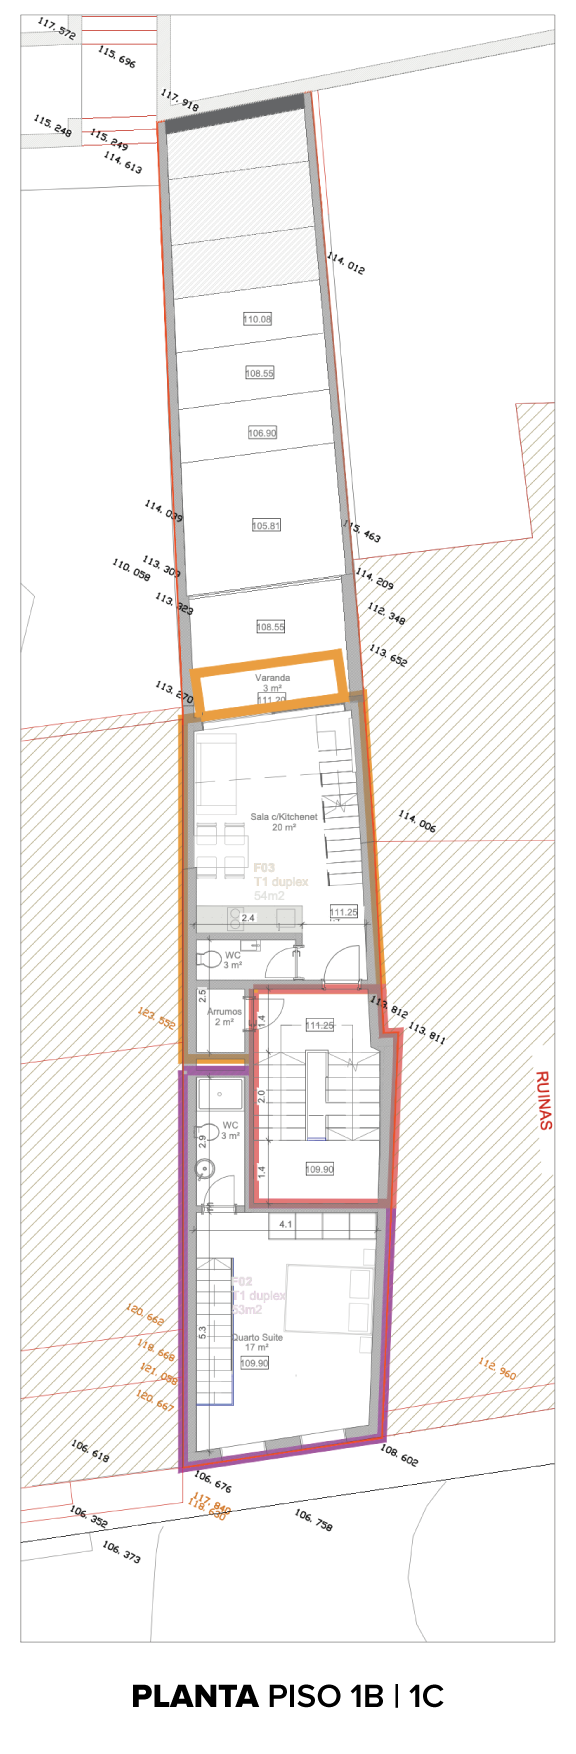 117.572
115.696
117.918
115.248
115.249
114.613
114.012
110.08
108.55
106.90
114.039
105.81
115.463
113.303
110.058
114.209
113.323
112.348
108.55
113.652
Varanda
3 m²
113.270
111.20
Sala c/Kitchenet
20 m²
114.006
F03
T1 duplex
54m2
111.25
2.4
WC
3 m²
2.5
113.812
Arrumos
2 m²
1.4
123.552
111.25
113.811
RUINAS
2.0
WC
3 m²
2.9
1.4
109.90
4.1
F02
T1 duplex
53m2
120.662
5.3
Quarto Suite
17 m²
118.668
109.90
121.098
112.960
120.667
106.618
108.602
106.676
117.840
118.630
106.352
106.758
106.373
PLANTA PISO 1B | 1C